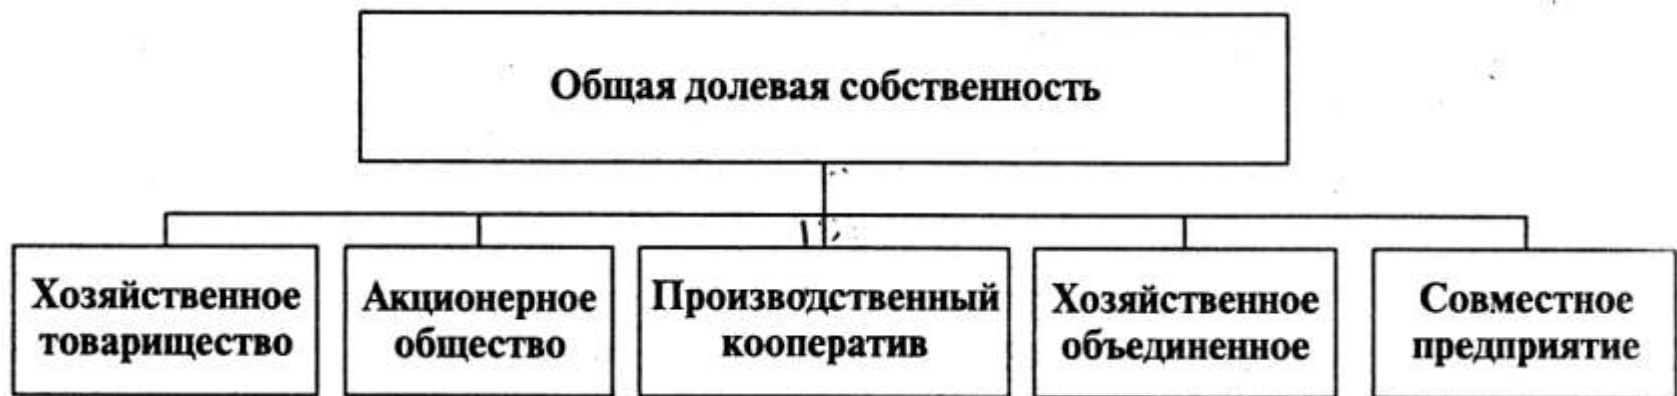 Общая долевая собственность
Хозяйственное
товарищество
Акционерное
общество
Производственный
кооператив
Хозяйственное
объединенное
Совместное
предприятие